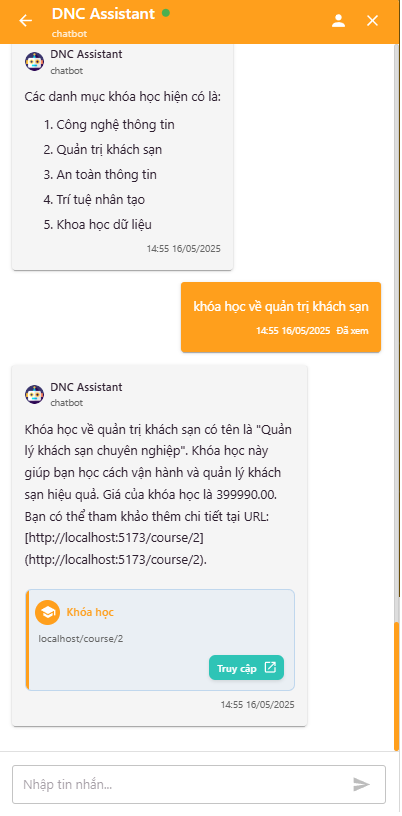 DNC Assistant
chatbot
DNC Assistant
chatbot
Các danh mục khóa học hiện có là:
1. Công nghệ thông tin
2. Quản trị khách sạn
3. An toàn thông tin
4. Trí tuệ nhân tạo
5. Khoa học dữ liệu
14:55 16/05/2025
khóa học về quản trị khách sạn
14:55 16/05/2025 Đã xem
DNC Assistant
chatbot
Khóa học về quản trị khách sạn có tên là "Quản
lý khách sạn chuyên nghiệp". Khóa học này
giúp bạn học cách vận hành và quản lý khách
sạn hiệu quả. Giá của khóa học là 399990.00.
Bạn có thể tham khảo thêm chi tiết tại URL:
[http://localhost:5173/course/2]
(http://localhost:5173/course/2).
Khóa học
localhost/course/2
Truy cập
14:55 16/05/2025
Nhập tin nhắn...